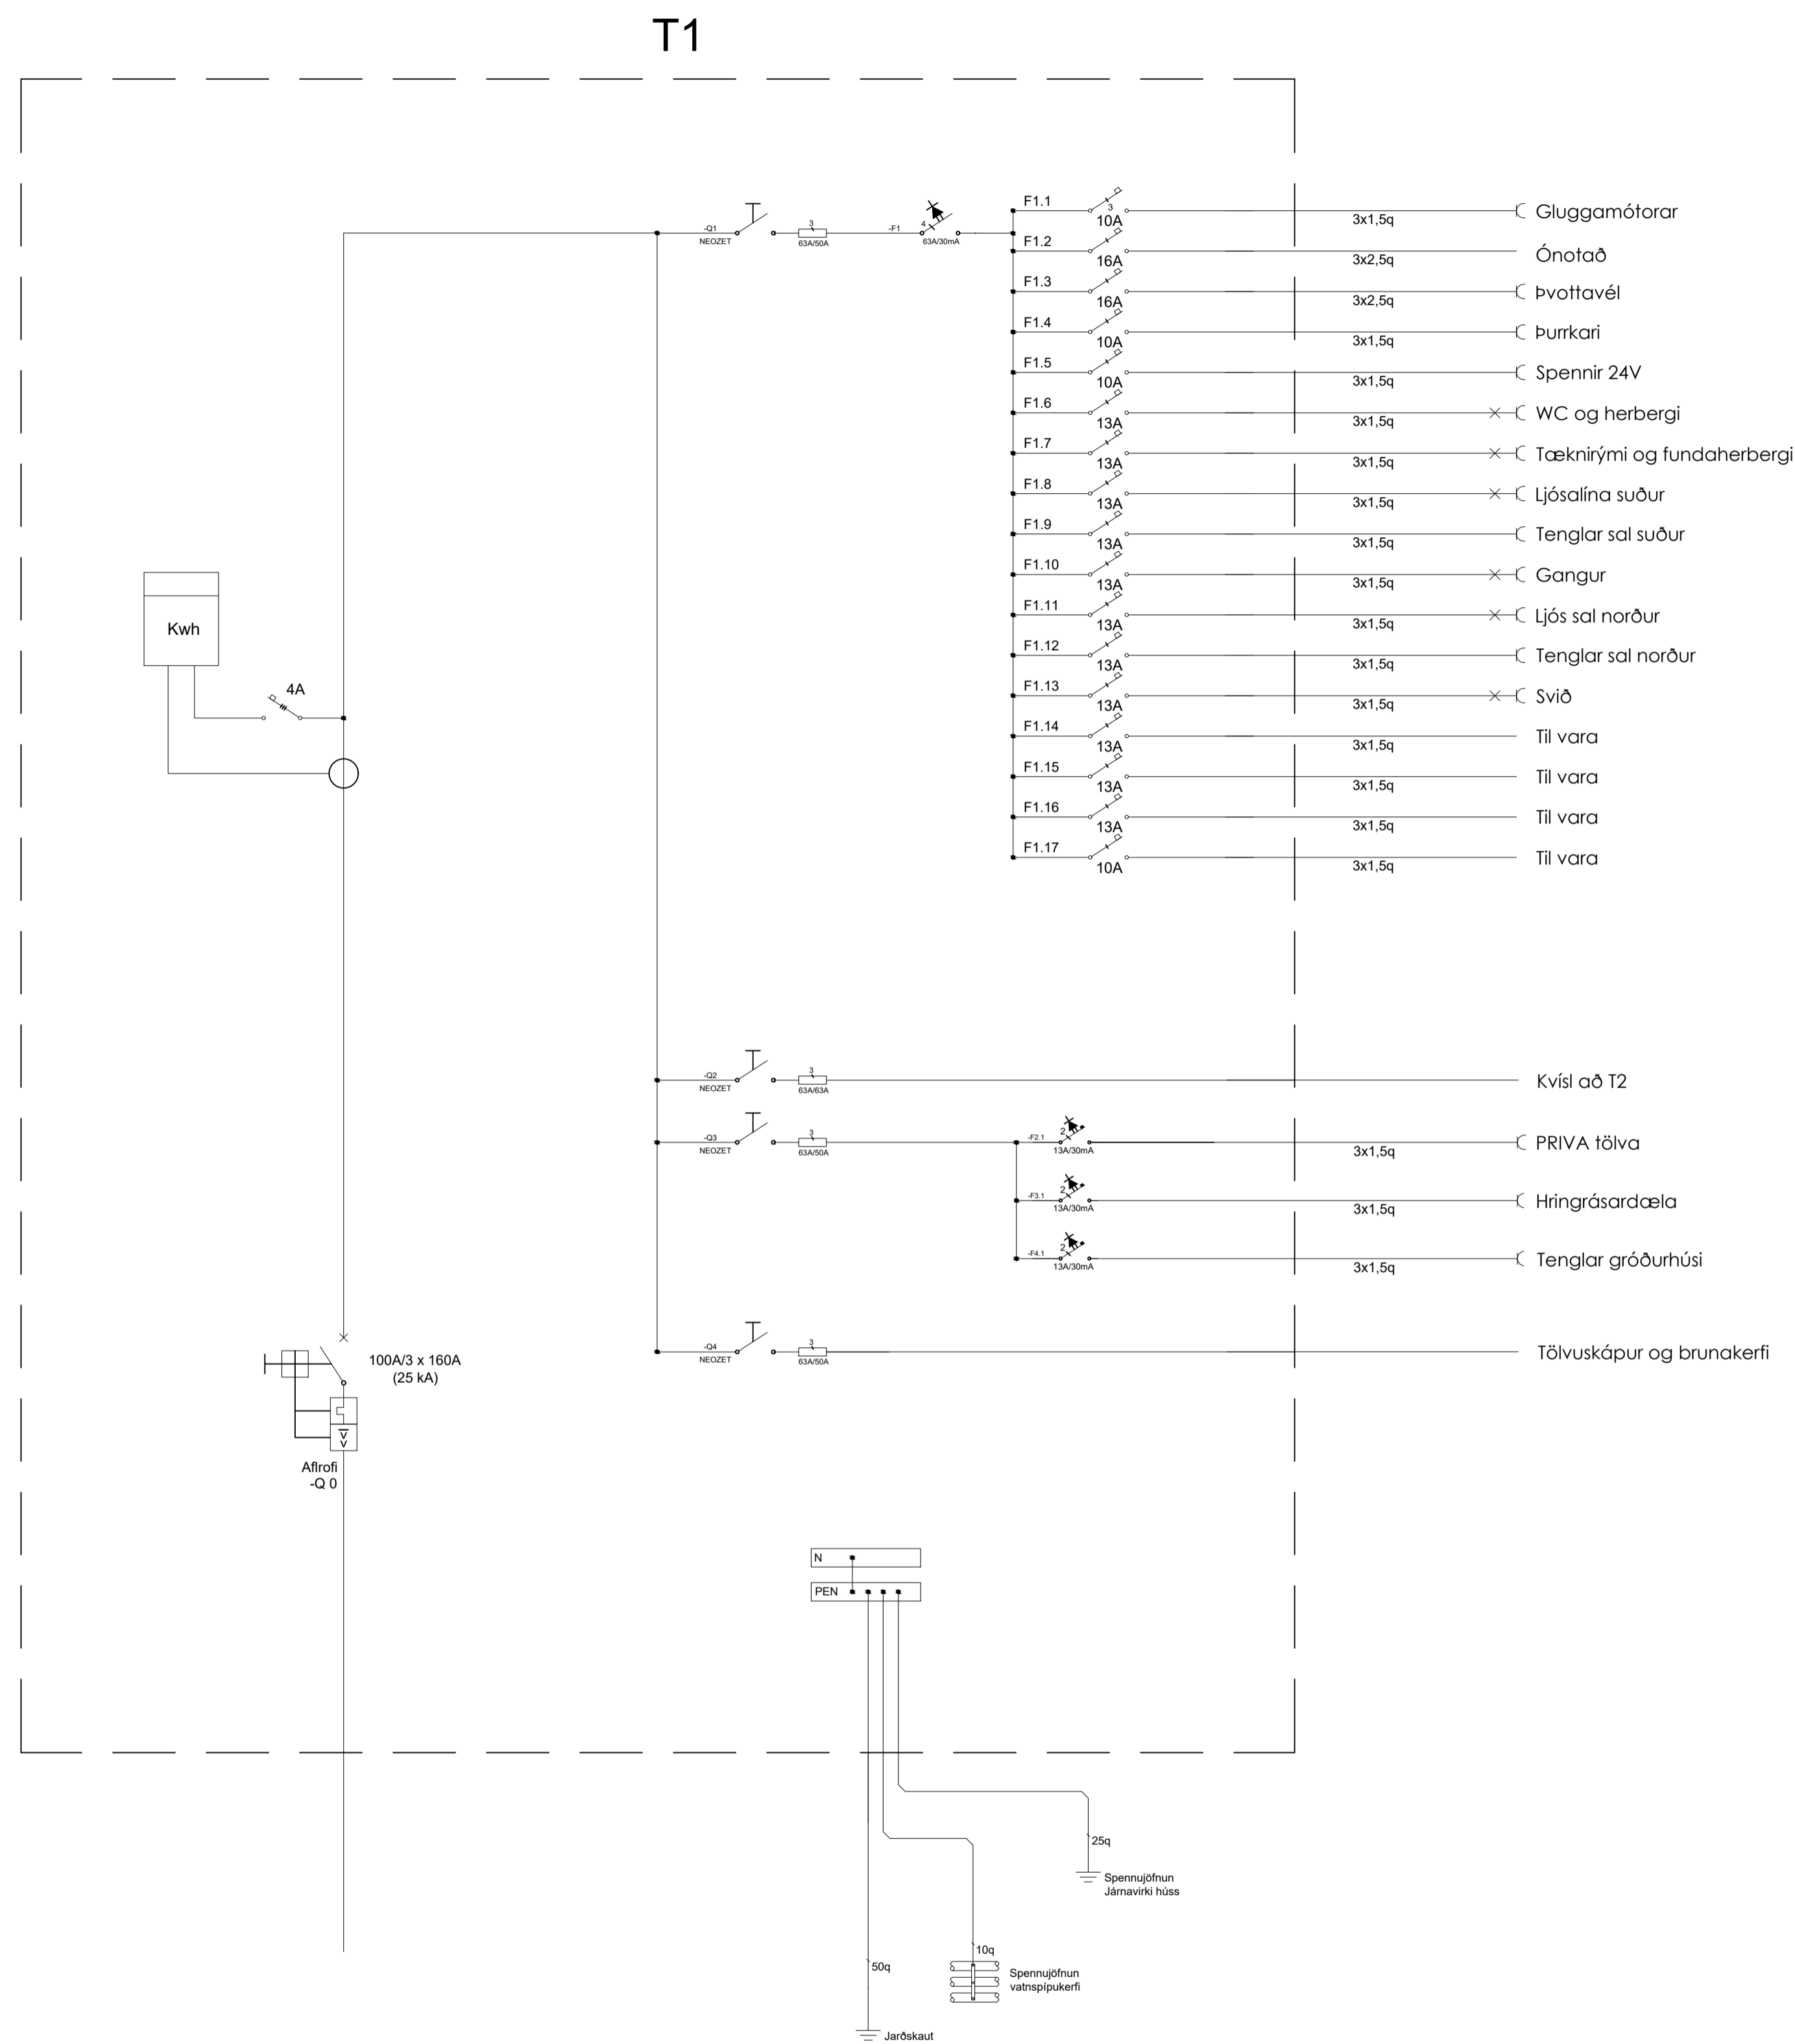 T1
F1.1
3
10A
3x1,5q
Gluggamótorar
-Q1
NEOZET
3
63A/50A
-F1
4
63A/30mA
F1.2
16A
3x2,5q
Ónotað
F1.3
16A
3x2,5q
Þvottavél
F1.4
10A
3x1,5q
Þurrkari
F1.5
10A
3x1,5q
Spennir 24V
F1.6
13A
3x1,5q
WC og herbergi
F1.7
13A
3x1,5q
Tæknirými og fundaherbergi
F1.8
13A
3x1,5q
Ljósalína suður
F1.9
13A
3x1,5q
Tenglar sal suður
F1.10
13A
3x1,5q
Gangur
F1.11
13A
3x1,5q
Ljós sal norður
F1.12
13A
3x1,5q
Tenglar sal norður
F1.13
13A
3x1,5q
Svið
F1.14
13A
3x1,5q
Til vara
F1.15
13A
3x1,5q
Til vara
F1.16
13A
3x1,5q
Til vara
F1.17
10A
3x1,5q
Til vara
Kwh
4A
-Q2
NEOZET
3
63A/63A
Kvísl að T2
-Q3
NEOZET
3
63A/50A
-F2.1
2
13A/30mA
3x1,5q
PRIVA tölva
-F3.1
2
13A/30mA
3x1,5q
Hringrásardæla
-F4.1
2
13A/30mA
3x1,5q
Tenglar gróðurhúsi
-Q4
NEOZET
3
63A/50A
Tölvuskápur og brunakerfi
100A/3 x 160A
(25 kA)
Aflrofi
-Q 0
N
PEN
25q
Spennujöfnun
Járnavirki húss
10q
Spennujöfnun
vatnspípukerfi
50q
Jarðskaut